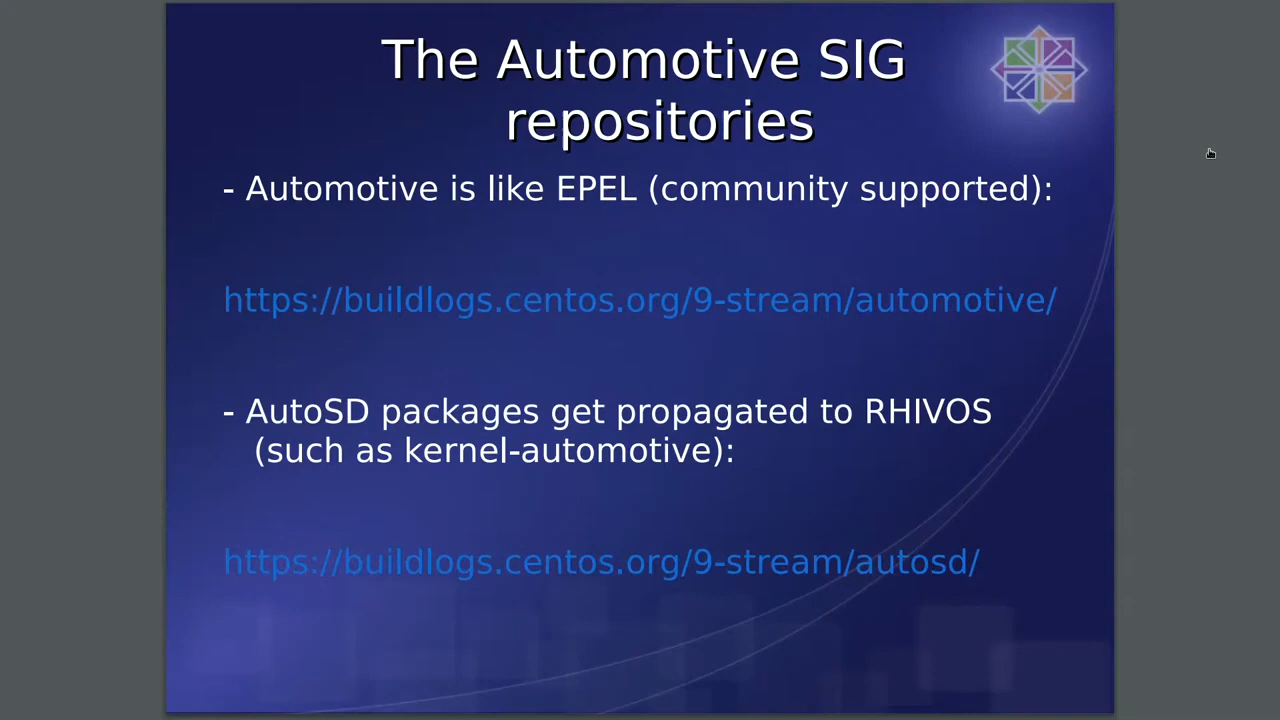 The Automotive SIG
repositories
- Automotive is like EPEL (community supported):
https://buildlogs.centos.org/9-stream/automotive/
- AutoSD packages get propagated to RHIVOS
(such as kernel-automotive):
https://buildlogs.centos.org/9-stream/autosd/